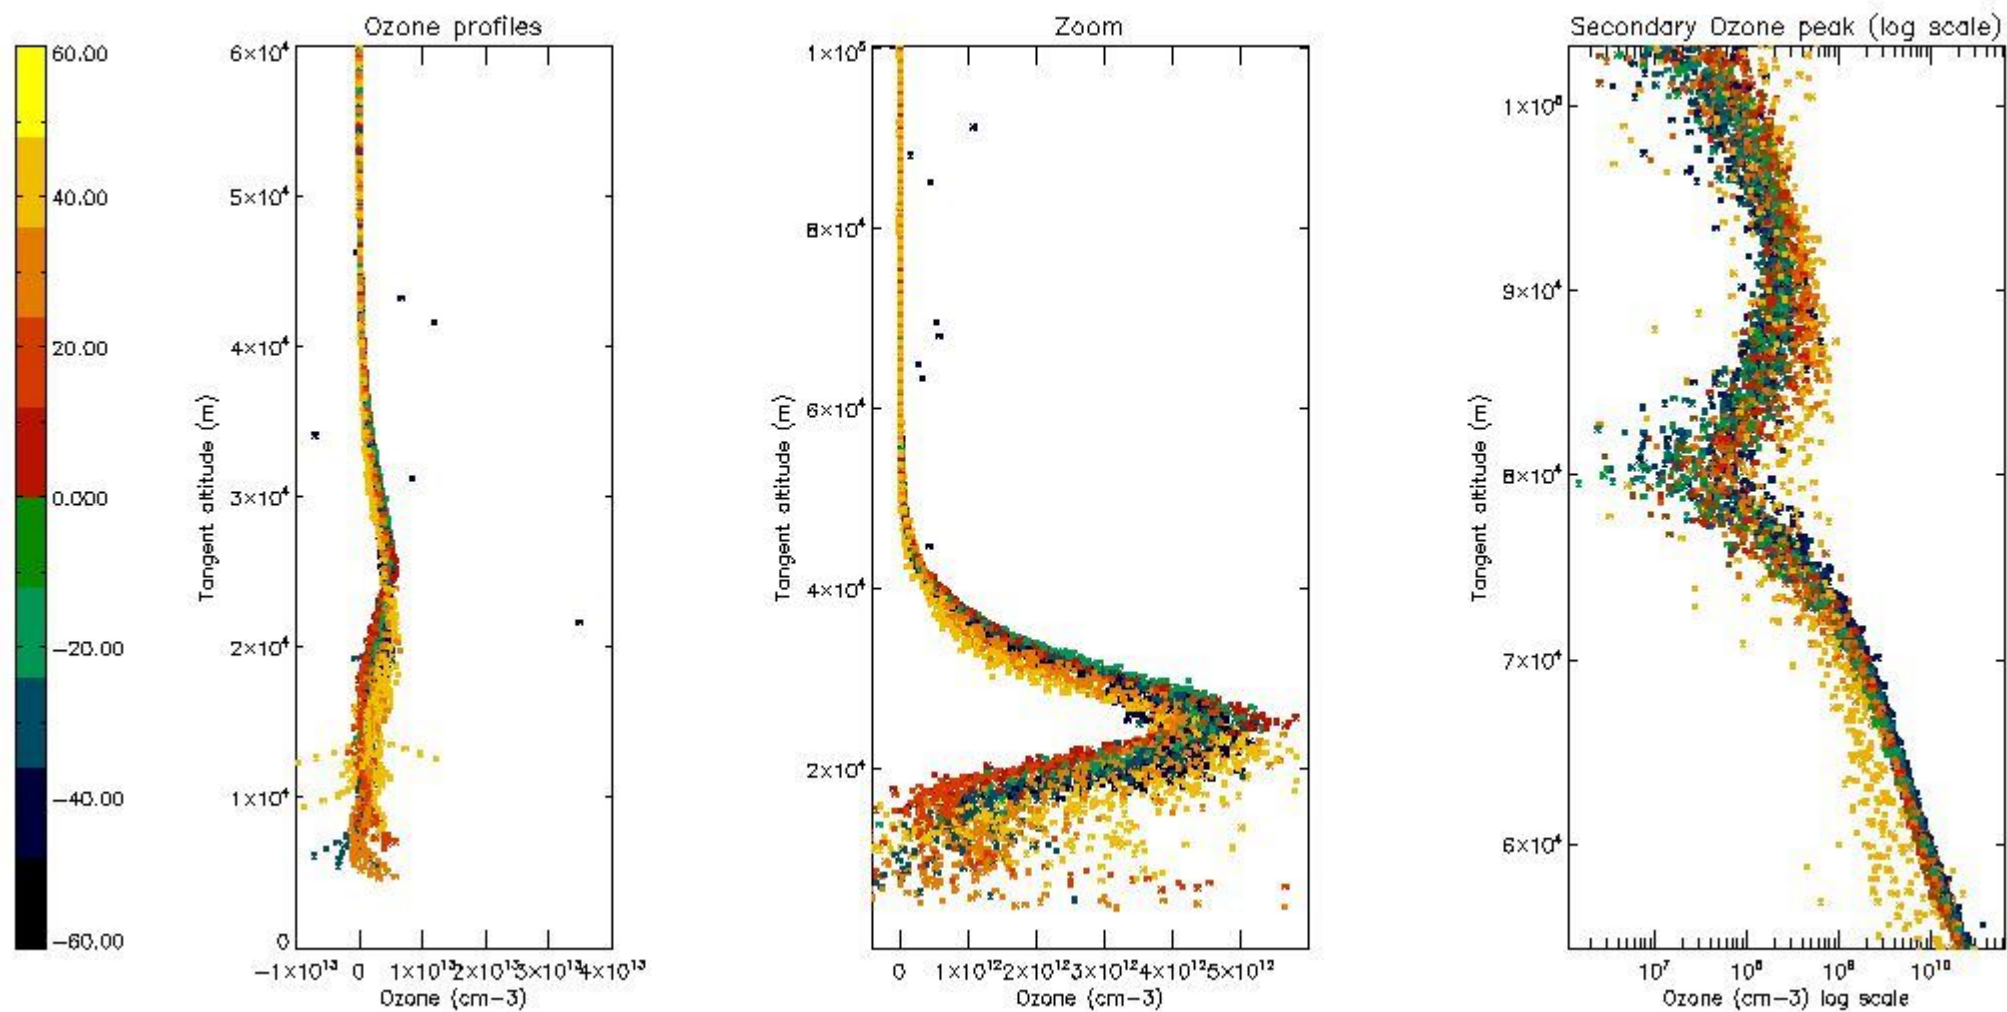 Ozone profiles
Zoom
Secondary Ozone peak (log scale)
60.00
40.00
20.00
0.000
−20.00
−40.00
−60.00
6×10⁴
5×10⁴
4×10⁴
3×10⁴
2×10⁴
1×10⁴
0
Tangent altitude (m)
−1×10¹³ 0 1×10¹³ 2×10¹³ 3×10¹³ 4×10¹³
Ozone (cm−3)
1×10⁵
8×10⁴
6×10⁴
4×10⁴
2×10⁴
Tangent altitude (m)
0 1×10¹² 2×10¹² 3×10¹² 4×10¹² 5×10¹²
Ozone (cm−3)
1×10⁵
9×10⁴
8×10⁴
7×10⁴
6×10⁴
Tangent altitude (m)
10⁷ 10⁸ 10⁹ 10¹⁰
Ozone (cm−3) log scale